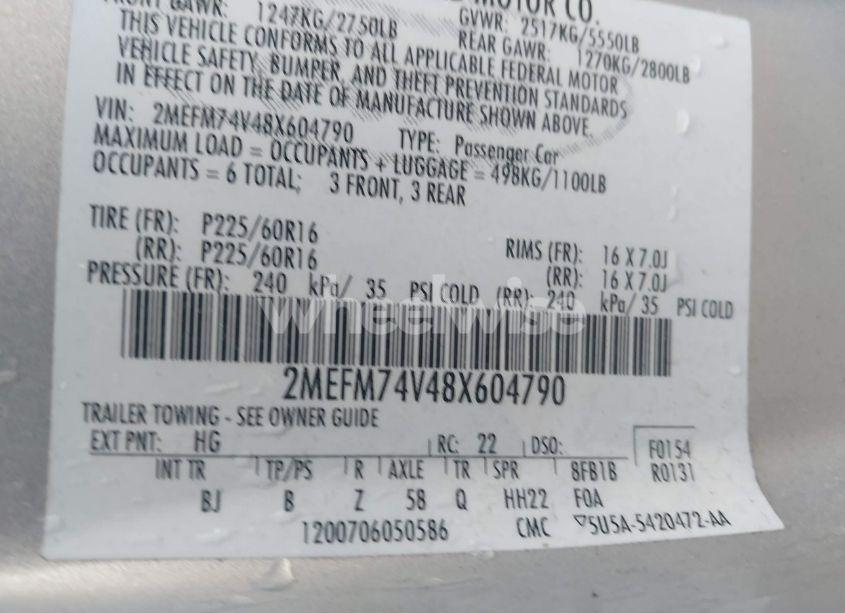 MOTOR CO.
FRONT GAWR: 1247KG/2750LB GVWR: 2517KG/5550LB
REAR GAWR: 1270KG/2800LB
THIS VEHICLE CONFORMS TO ALL APPLICABLE FEDERAL MOTOR
VEHICLE SAFETY, BUMPER, AND THEFT PREVENTION STANDARDS
IN EFFECT ON THE DATE OF MANUFACTURE SHOWN ABOVE.
VIN: 2MEFM74V48X604790 TYPE: Passenger Car
MAXIMUM LOAD = OCCUPANTS + LUGGAGE = 498KG/1100LB
OCCUPANTS = 6 TOTAL; 3 FRONT, 3 REAR
TIRE (FR): P225/60R16 RIMS (FR): 16 X 7.0J
(RR): P225/60R16 (RR): 16 X 7.0J
PRESSURE (FR): 240 kPa/ 35 PSI COLD (RR): 240 kPa/ 35 PSI COLD
wheelwise
2MEFM74V48X604790
TRAILER TOWING - SEE OWNER GUIDE
EXT PNT: HG RC: 22 DSO: F0154
INT TR TP/PS R AXLE TR SPR 8FB1B R0131
BJ B Z 58 Q HH22 F0A
1200706050586 CMC 5U5A-5420472-AA